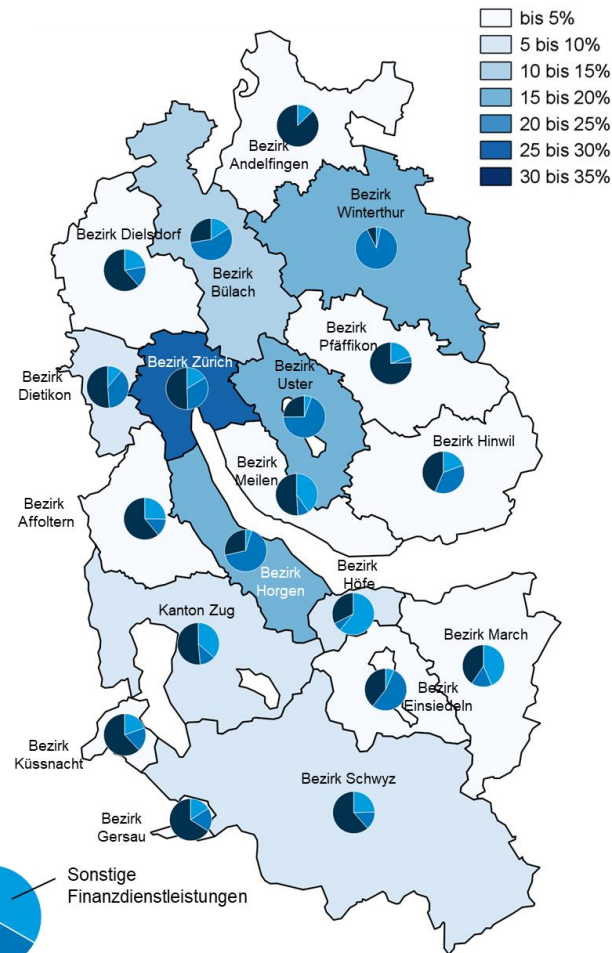 bis 5%
5 bis 10%
10 bis 15%
15 bis 20%
20 bis 25%
25 bis 30%
30 bis 35%
Bezirk
Andelfingen
Bezirk
Winterthur
Bezirk Dielsdorf
Bezirk
Bülach
Bezirk
Pfäffikon
Bezirk Zürich
Bezirk
Uster
Bezirk
Dietikon
Bezirk Hinwil
Bezirk
Meilen
Bezirk
Affoltern
Bezirk
Horgen
Bezirk
Höfe
Kanton Zug
Bezirk March
Bezirk
Einsiedeln
Bezirk
Küssnacht
Bezirk Schwyz
Bezirk
Gersau
Sonstige
Finanzdienstleistungen